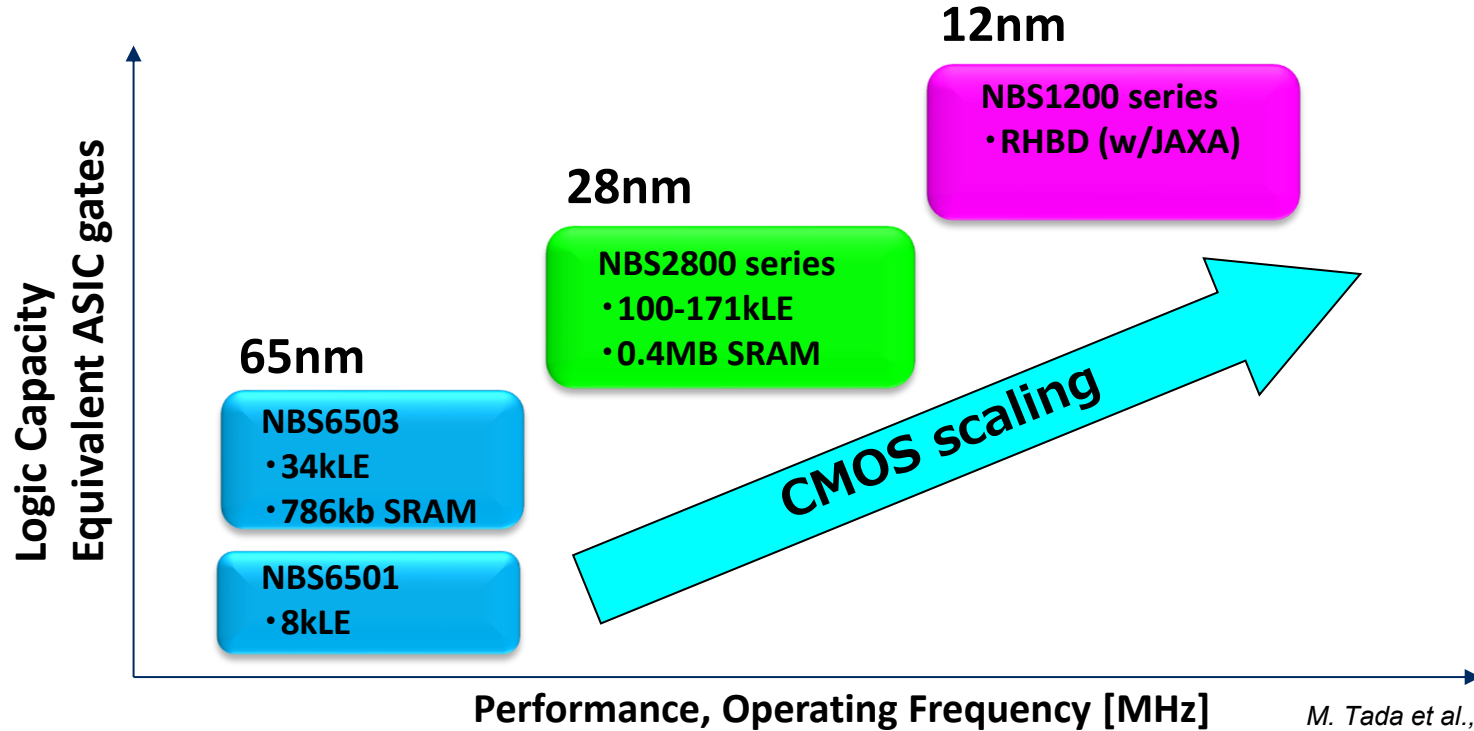 12nm
NBS1200 series
・RHBD (w/JAXA)
28nm
NBS2800 series
・100-171kLE
・0.4MB SRAM
65nm
NBS6503
・34kLE
・786kb SRAM
NBS6501
・8kLE
CMOS scaling
Logic Capacity
Equivalent ASIC gates
Performance, Operating Frequency [MHz]
M. Tada et al.,